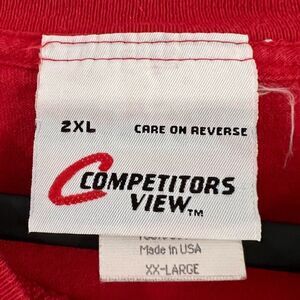 2XL CARE ON REVERSE
COMPETITORS
VIEW™
Made in USA
XX-LARGE